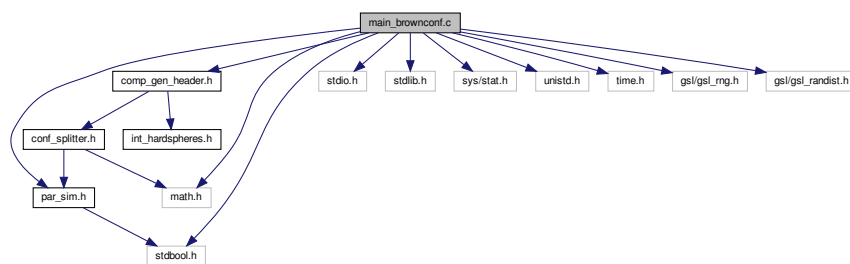 main_brownconf.c
comp_gen_header.h
stdio.h
stdlib.h
sys/stat.h
unistd.h
time.h
gsl/gsl_rng.h
gsl/gsl_randist.h
conf_splitter.h
int_hardspheres.h
par_sim.h
math.h
stdbool.h